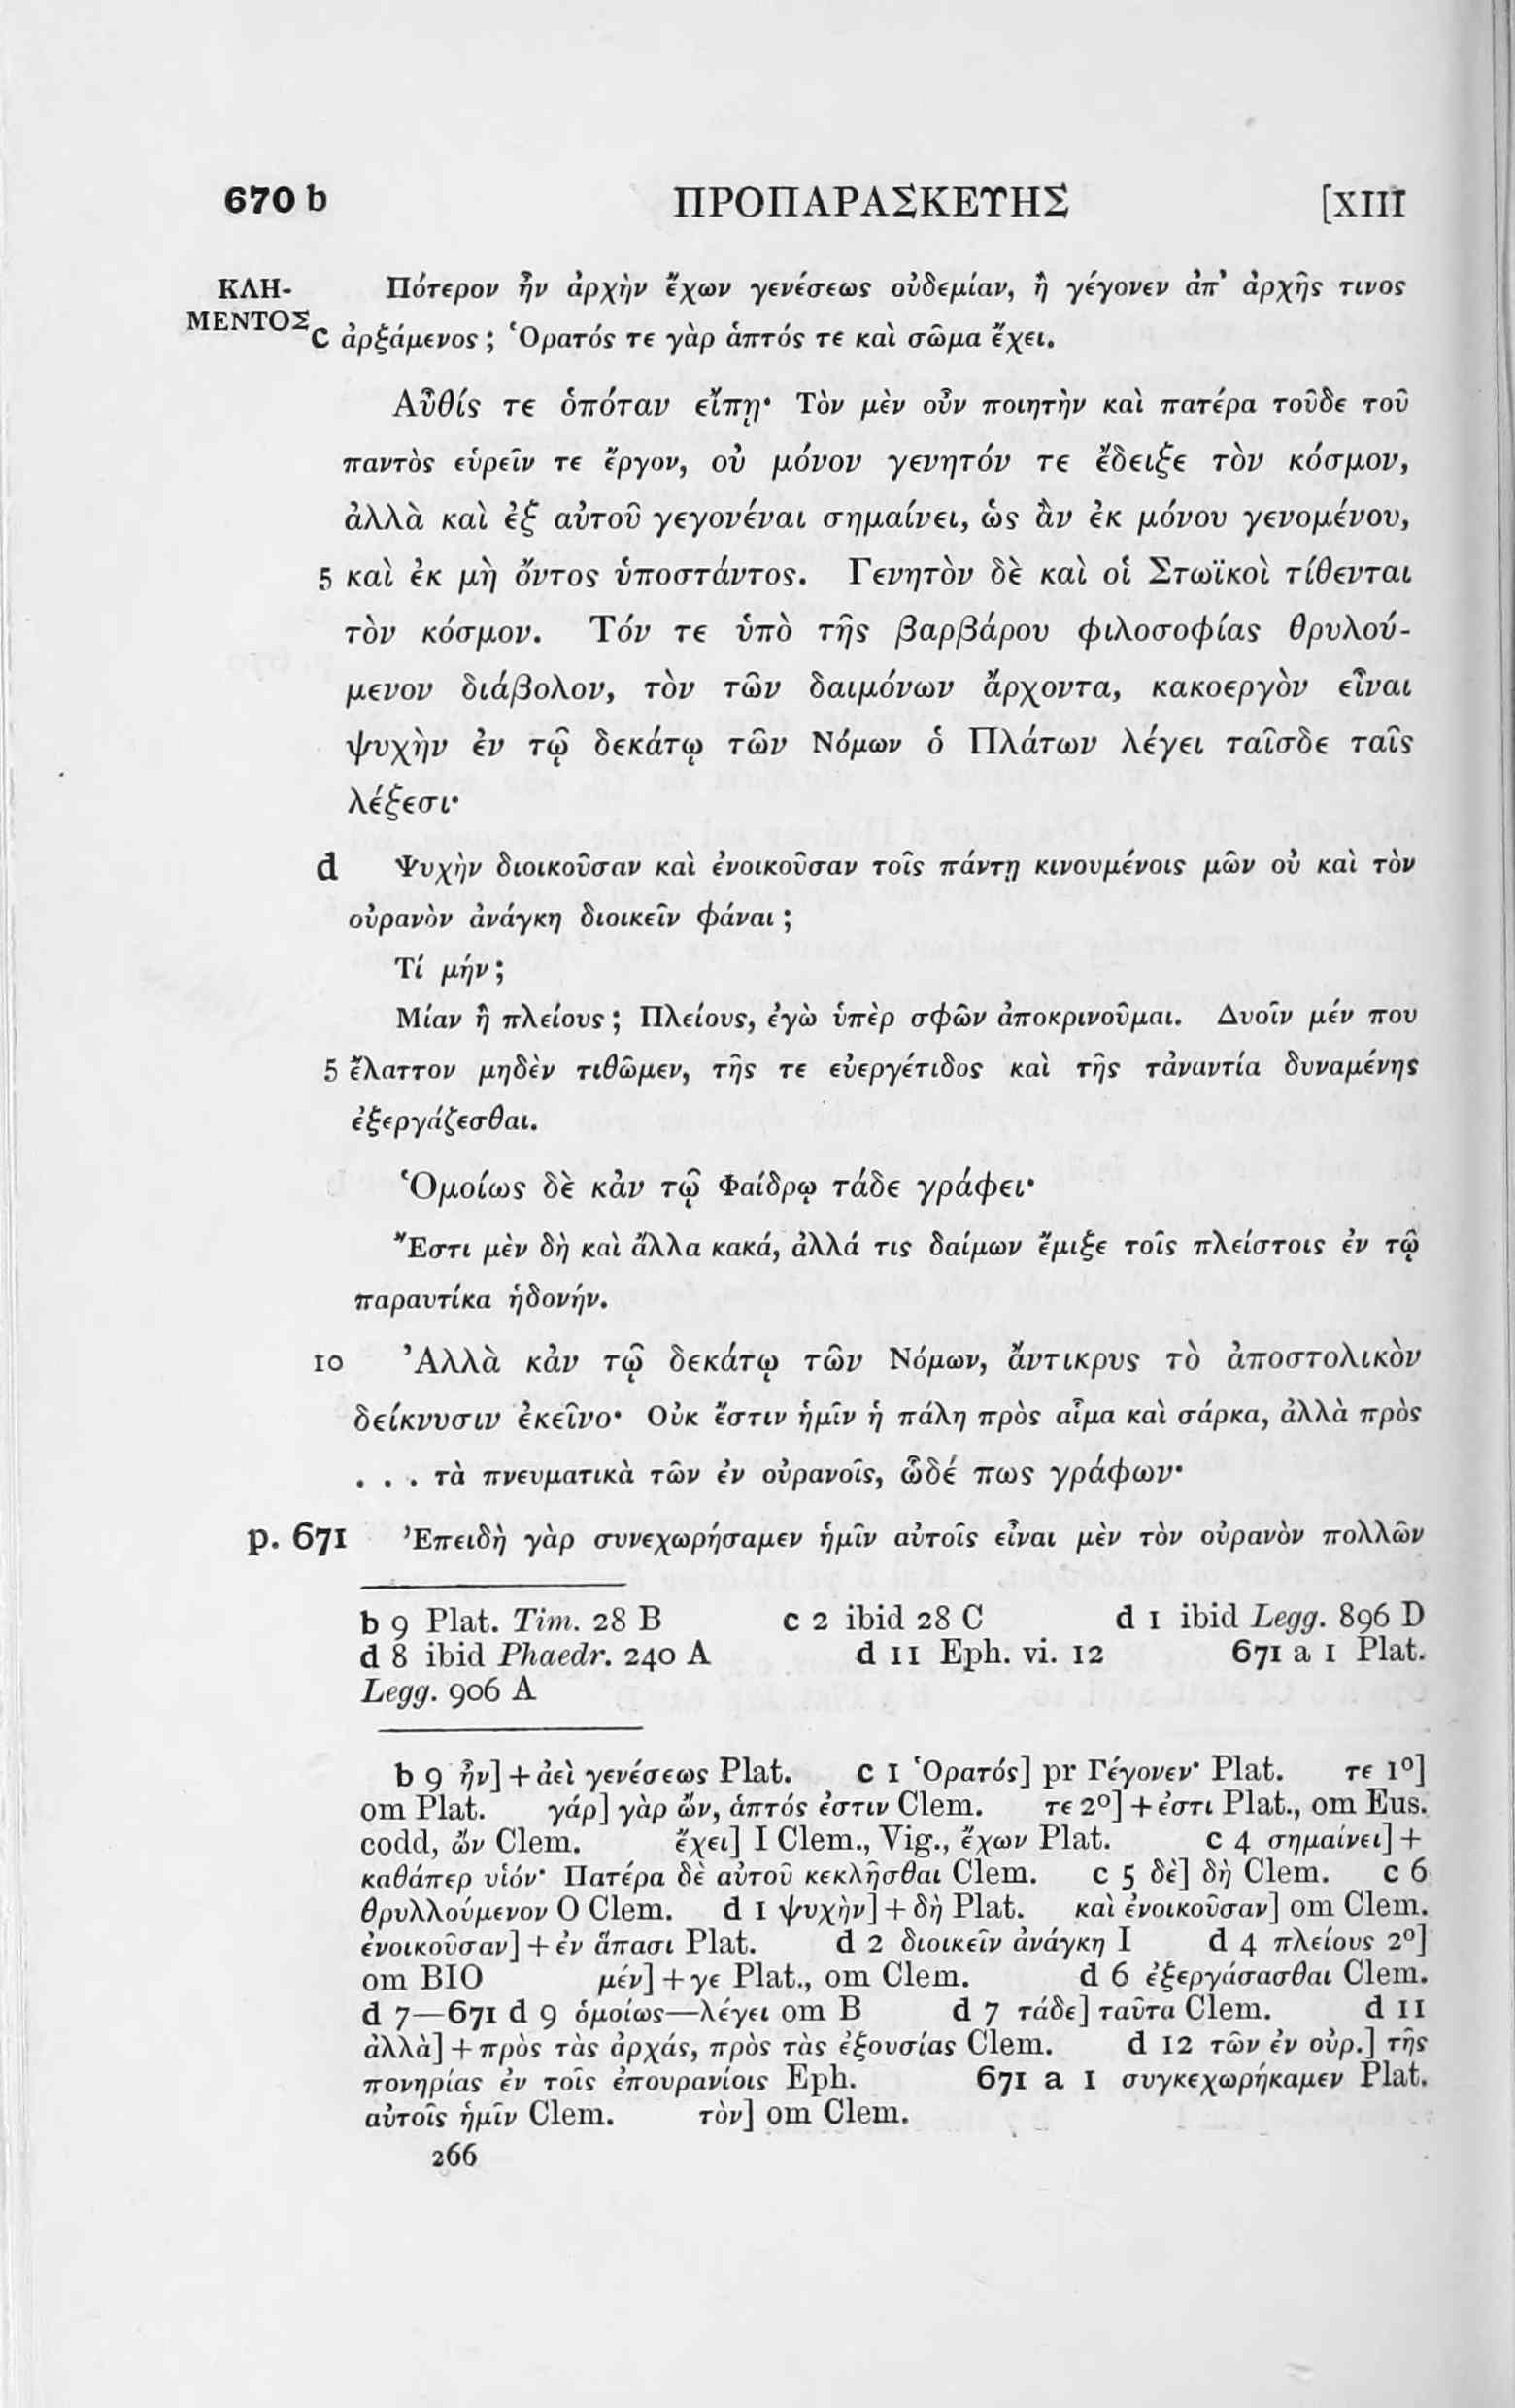 670 b ΠΡΟΠΑΡΑΣΚΕΥΗΣ [XIII
ΚΛΗ- Πότερον ἦν ἀρχὴν ἔχων γενέσεως οὐδεμίαν, ἢ γέγονεν ἀπ᾽ ἀρχῆς τινος
ΜΕΝΤΟΣ c ἀρξάμενος; Ὁρατός τε γὰρ ἁπτός τε καὶ σῶμα ἔχει.
Αὖθίς τε ὁπόταν εἴπῃ· Τὸν μὲν οὖν ποιητὴν καὶ πατέρα τοῦδε τοῦ
παντὸς εὑρεῖν τε ἔργον, οὐ μόνον γενητόν τε ἔδειξε τὸν κόσμον,
ἀλλὰ καὶ ἐξ αὐτοῦ γεγονέναι σημαίνει, ὡς ἂν ἐκ μόνου γενομένου,
5 καὶ ἐκ μὴ ὄντος ὑποστάντος. Γενητὸν δὲ καὶ οἱ Στωϊκοὶ τίθενται
τὸν κόσμον. Τόν τε ὑπὸ τῆς βαρβάρου φιλοσοφίας θρυλού-
μενον διάβολον, τὸν τῶν δαιμόνων ἄρχοντα, κακοεργὸν εἶναι
ψυχὴν ἐν τῷ δεκάτῳ τῶν Νόμων ὁ Πλάτων λέγει ταῖσδε ταῖς
λέξεσι·
d Ψυχὴν διοικοῦσαν καὶ ἐνοικοῦσαν τοῖς πάντῃ κινουμένοις μῶν οὐ καὶ τὸν
οὐρανὸν ἀνάγκη διοικεῖν φάναι;
Τί μήν;
Μίαν ἢ πλείους; Πλείους, ἐγὼ ὑπὲρ σφῶν ἀποκρινοῦμαι. Δυοῖν μέν που
5 ἔλαττον μηδὲν τιθῶμεν, τῆς τε εὐεργέτιδος καὶ τῆς τἀναντία δυναμένης
ἐξεργάζεσθαι.
Ὁμοίως δὲ κἀν τῷ Φαίδρῳ τάδε γράφει·
Ἔστι μὲν δὴ καὶ ἄλλα κακά, ἀλλά τις δαίμων ἔμιξε τοῖς πλείστοις ἐν τῷ
παραυτίκα ἡδονήν.
10 Ἀλλὰ κἀν τῷ δεκάτῳ τῶν Νόμων, ἄντικρυς τὸ ἀποστολικὸν
δείκνυσιν ἐκεῖνο· Οὐκ ἔστιν ἡμῖν ἡ πάλη πρὸς αἷμα καὶ σάρκα, ἀλλὰ πρὸς
. . . τὰ πνευματικὰ τῶν ἐν οὐρανοῖς, ὧδέ πως γράφων·
p. 671 Ἐπειδὴ γὰρ συνεχωρήσαμεν ἡμῖν αὐτοῖς εἶναι μὲν τὸν οὐρανὸν πολλῶν
b 9 Plat. Tim. 28 B c 2 ibid 28 C d 1 ibid Legg. 896 D
d 8 ibid Phaedr. 240 A d 11 Eph. vi. 12 671 a 1 Plat.
Legg. 906 A
b 9 ἦν] + ἀεὶ γενέσεως Plat. c 1 Ὁρατός] pr Γέγονεν· Plat. τε 1⁰]
om Plat. γάρ] γὰρ ὤν, ἁπτός ἐστιν Clem. τε 2⁰] + ἐστι Plat., om Eus.
codd, ὢν Clem. ἔχει] I Clem., Vig., ἔχων Plat. c 4 σημαίνει] +
καθάπερ υἱόν· Πατέρα δὲ αὐτοῦ κεκλῆσθαι Clem. c 5 δὲ] δὴ Clem. c 6
θρυλλούμενον O Clem. d 1 ψυχὴν] + δὴ Plat. καὶ ἐνοικοῦσαν] om Clem.
ἐνοικοῦσαν] + ἐν ἅπασι Plat. d 2 διοικεῖν ἀνάγκη I d 4 πλείους 2⁰]
om BIO μέν] + γε Plat., om Clem. d 6 ἐξεργάσασθαι Clem.
d 7—671 d 9 ὁμοίως—λέγει om B d 7 τάδε] ταῦτα Clem. d 11
ἀλλὰ] + πρὸς τὰς ἀρχάς, πρὸς τὰς ἐξουσίας Clem. d 12 τῶν ἐν οὐρ.] τῆς
πονηρίας ἐν τοῖς ἐπουρανίοις Eph. 671 a 1 συγκεχωρήκαμεν Plat.
αὐτοῖς ἡμῖν Clem. τὸν] om Clem.
266